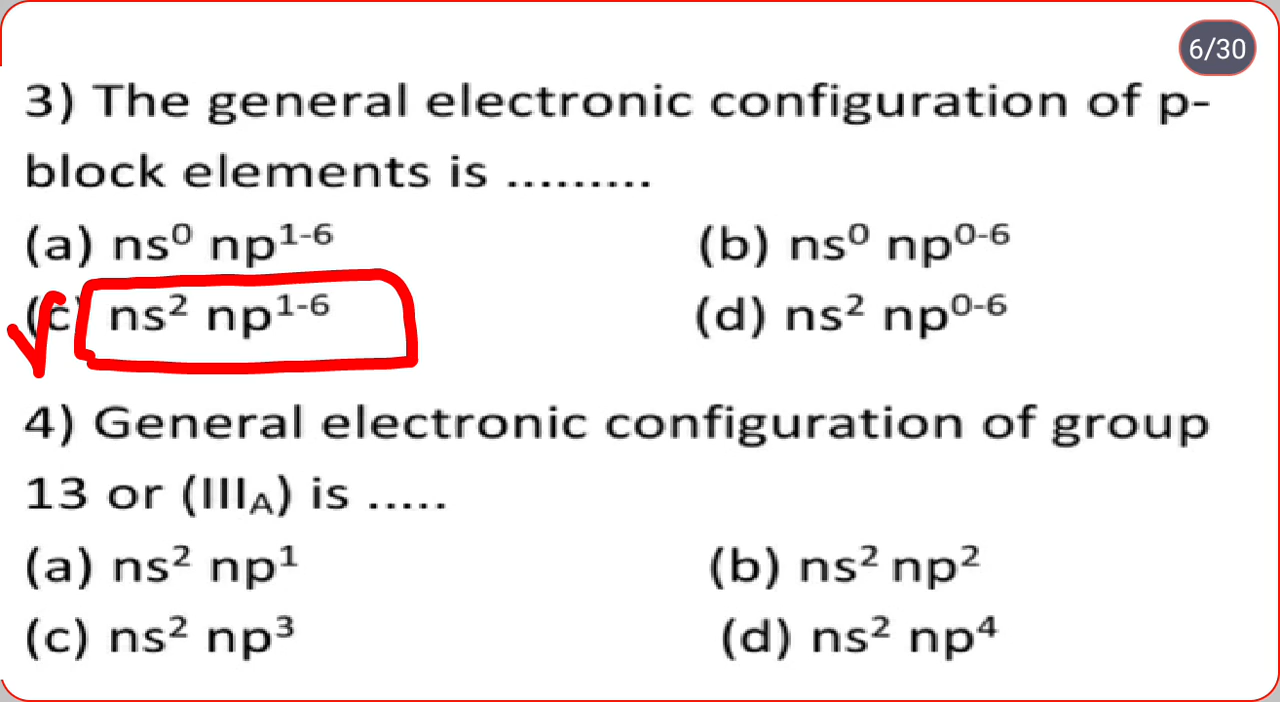 6/30
3) The general electronic configuration of p-
block elements is .........
(a) ns⁰ np¹⁻⁶ (b) ns⁰ np⁰⁻⁶
(c) ns² np¹⁻⁶ (d) ns² np⁰⁻⁶
4) General electronic configuration of group
13 or (IIIA) is .....
(a) ns² np¹ (b) ns² np²
(c) ns² np³ (d) ns² np⁴